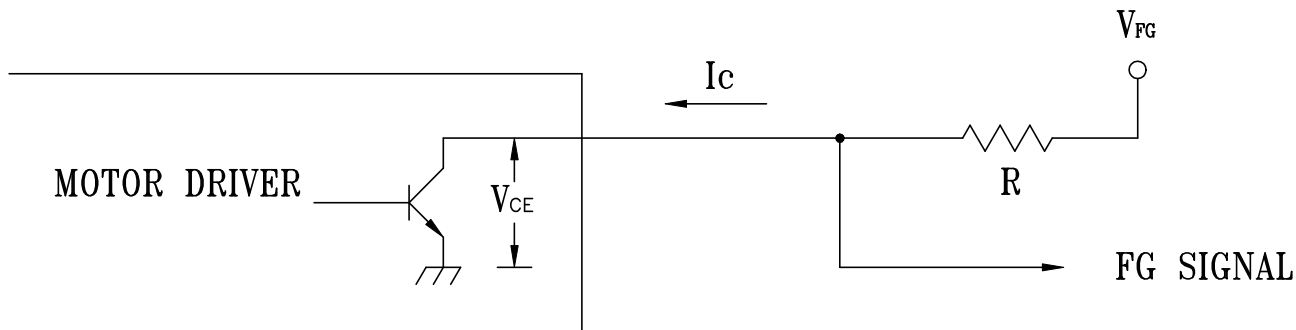 VFG
Ic
MOTOR DRIVER
VCE
R
FG SIGNAL